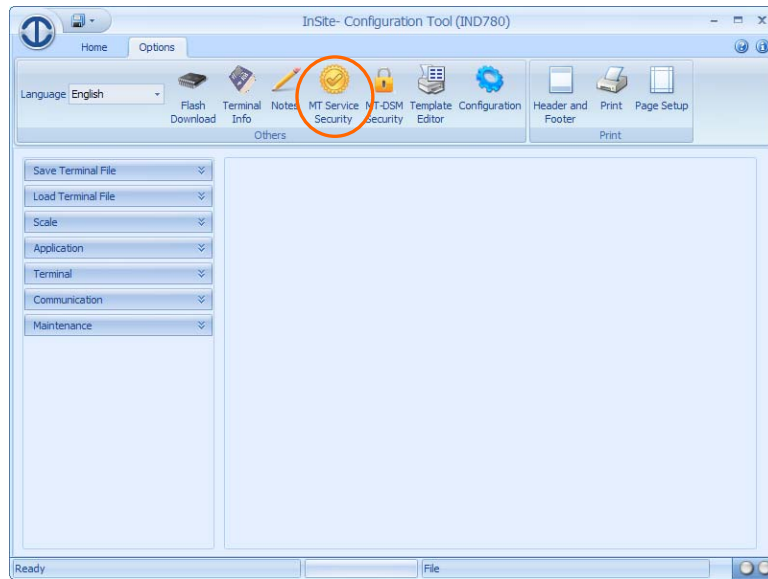 InSite- Configuration Tool (IND780)
Home Options
Language English
Flash Download
Terminal Info
Notes
MT Service Security
MT-DSM Security
Template Editor
Configuration
Header and Footer
Print
Page Setup
Others
Print
Save Terminal File
Load Terminal File
Scale
Application
Terminal
Communication
Maintenance
Ready
File